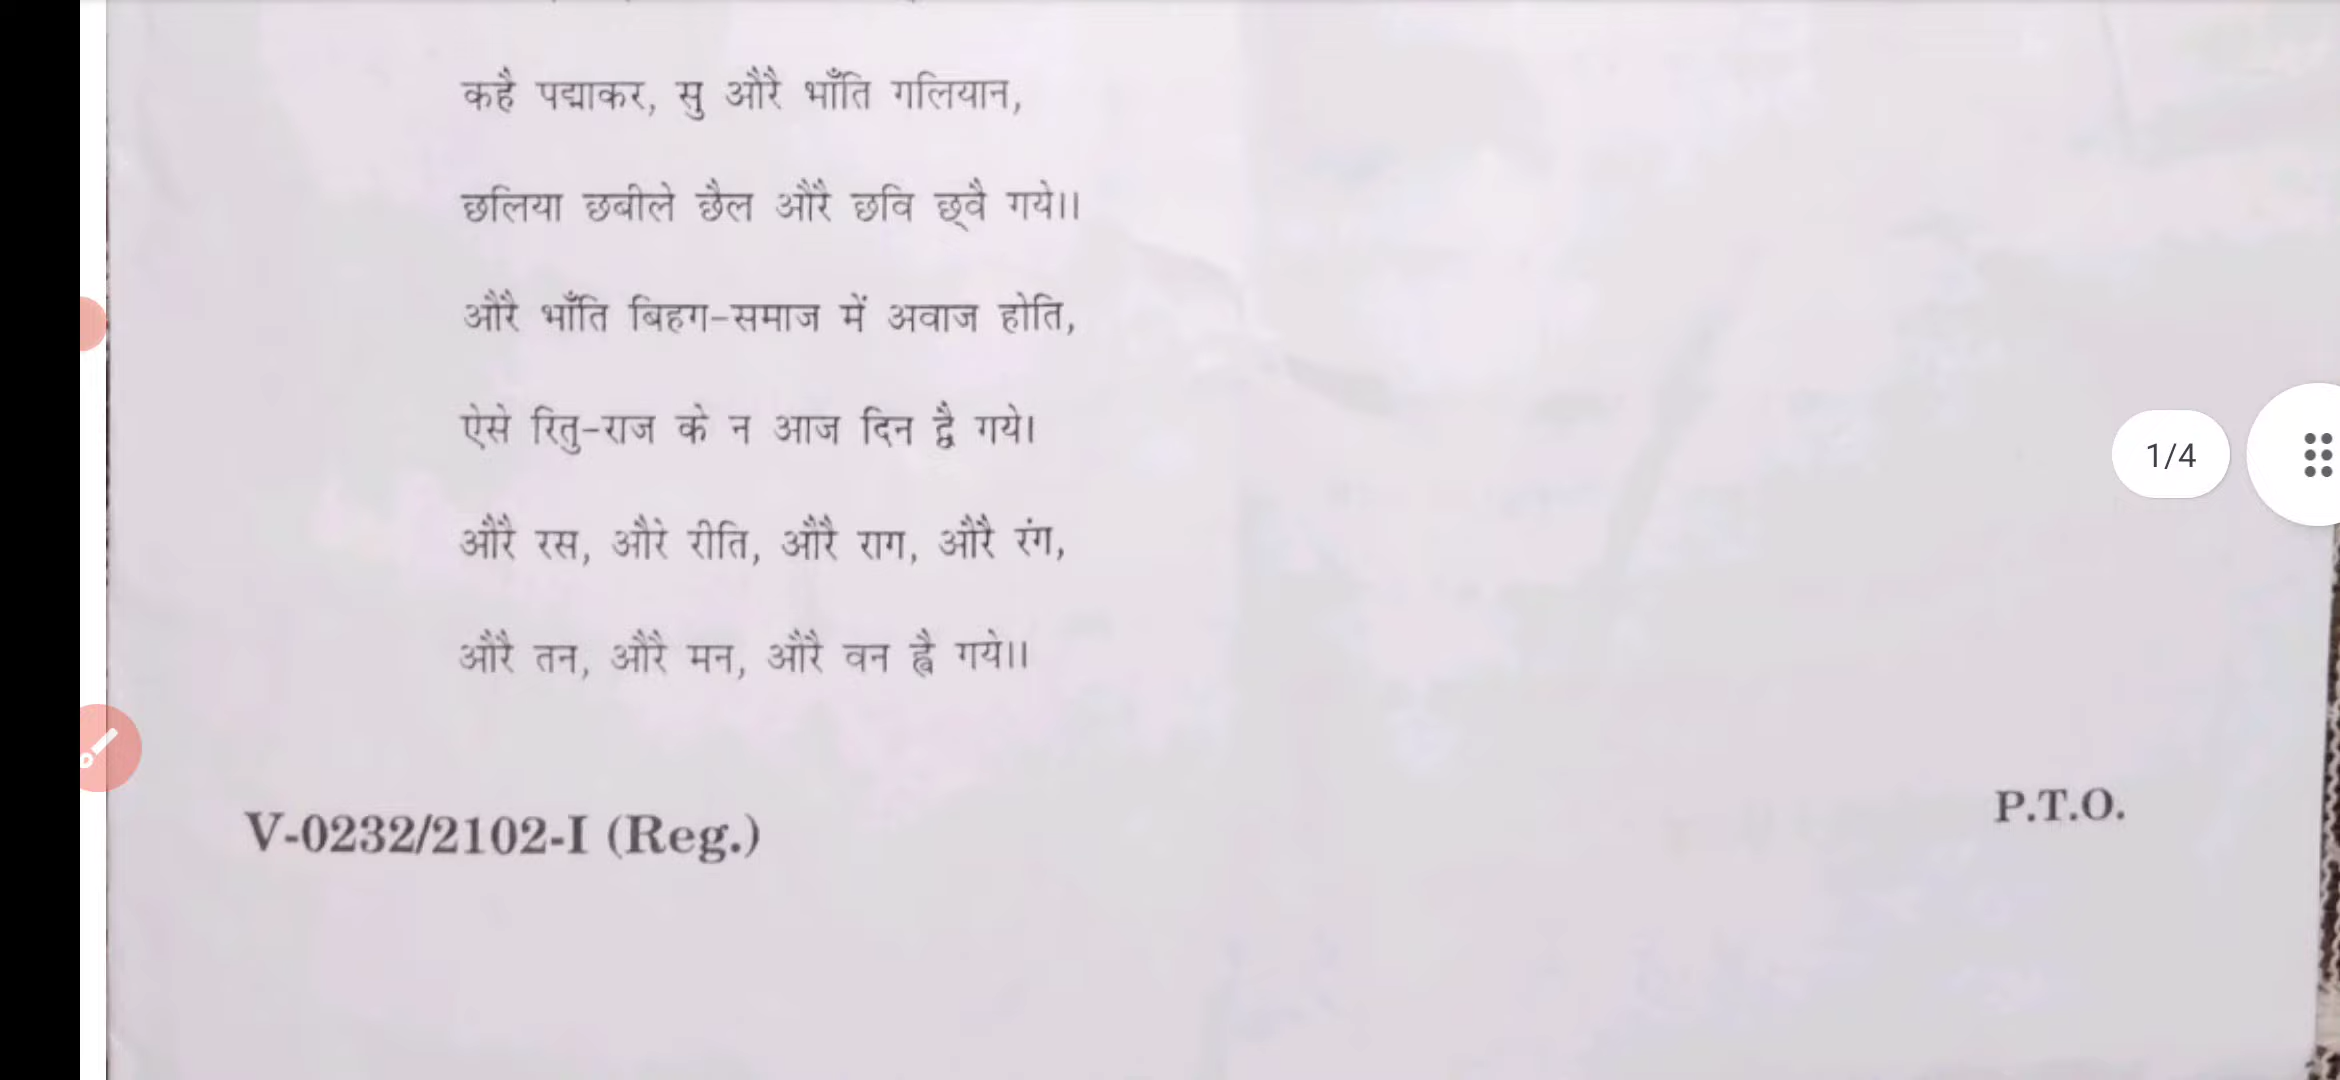 कहै पद्माकर, सु औरै भाँति गलियान,
छलिया छबीले छैल औरै छवि छ्वै गये।।
औरै भाँति बिहग-समाज में अवाज होति,
ऐसे रितु-राज के न आज दिन द्वै गये।
1/4
औरै रस, औरे रीति, औरै राग, औरै रंग,
औरै तन, औरै मन, औरै वन ह्वै गये।।
P.T.O.
V-0232/2102-I (Reg.)